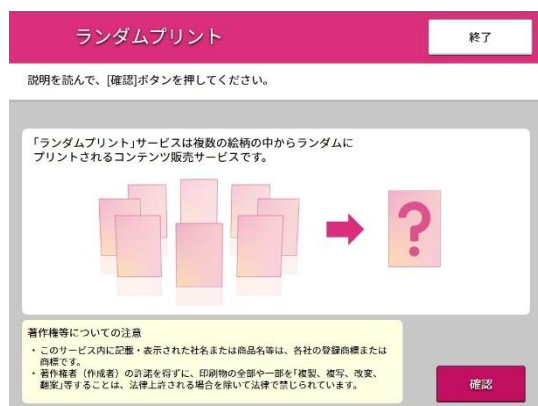 ランダムプリント
終了
説明を読んで、[確認]ボタンを押してください。
「ランダムプリント」サービスは複数の絵柄の中からランダムに
プリントされるコンテンツ販売サービスです。
?
著作権等についての注意
・このサービス内に記載・表示された社名または商品名等は、各社の登録商標または
商標です。
・著作権者（作成者）の許諾を得ずに、印刷物の全部や一部を「複製、複写、改変、
翻案」等することは、法律上許される場合を除いて法律で禁じられています。
確認